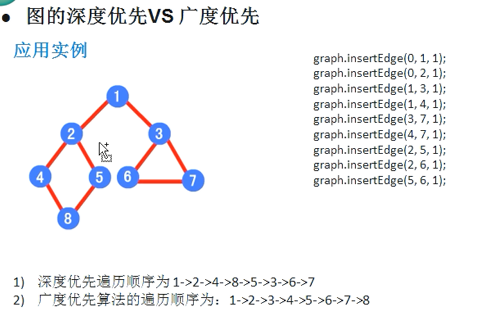 ● 图的深度优先VS 广度优先
应用实例
graph.insertEdge(0, 1, 1);
graph.insertEdge(0, 2, 1);
graph.insertEdge(1, 3, 1);
graph.insertEdge(1, 4, 1);
graph.insertEdge(3, 7, 1);
graph.insertEdge(4, 7, 1);
graph.insertEdge(2, 5, 1);
graph.insertEdge(2, 6, 1);
graph.insertEdge(5, 6, 1);
1
2 3
4 5 6 7
8
1) 深度优先遍历顺序为 1->2->4->8->5->3->6->7
2) 广度优先算法的遍历顺序为：1->2->3->4->5->6->7->8